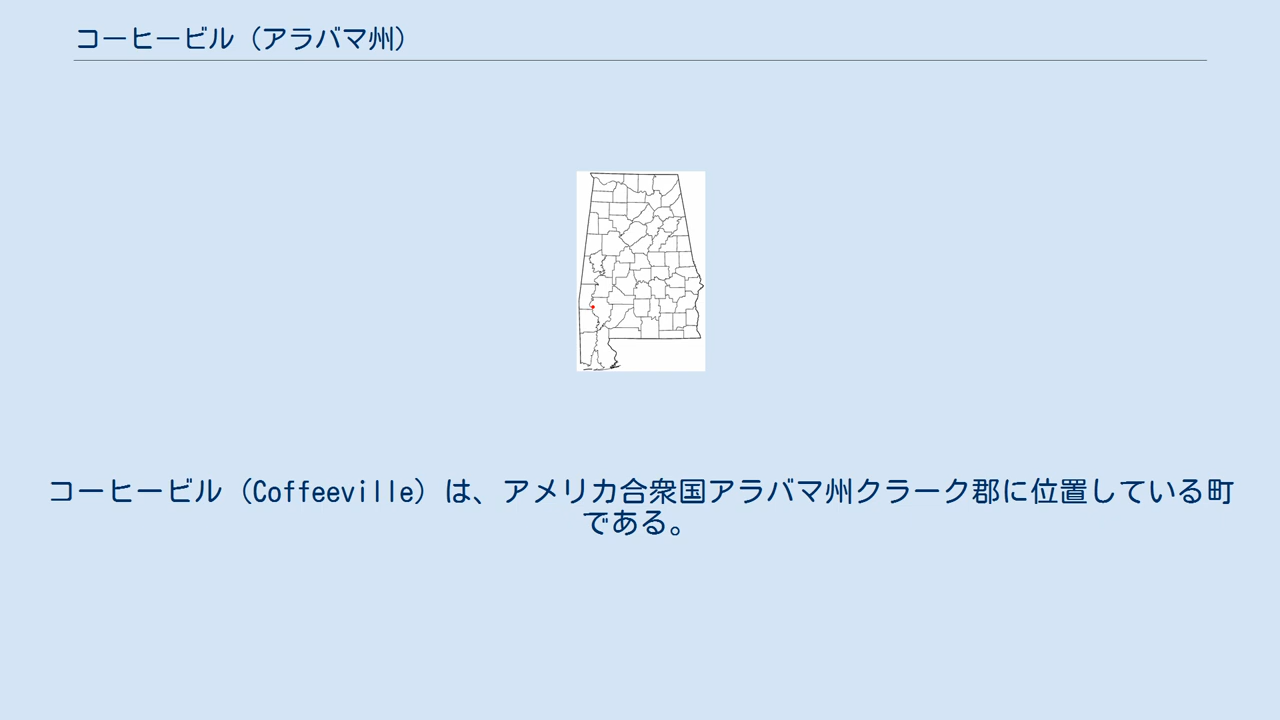 コーヒービル（アラバマ州）
コーヒービル（Coffeeville）は、アメリカ合衆国アラバマ州クラーク郡に位置している町
である。